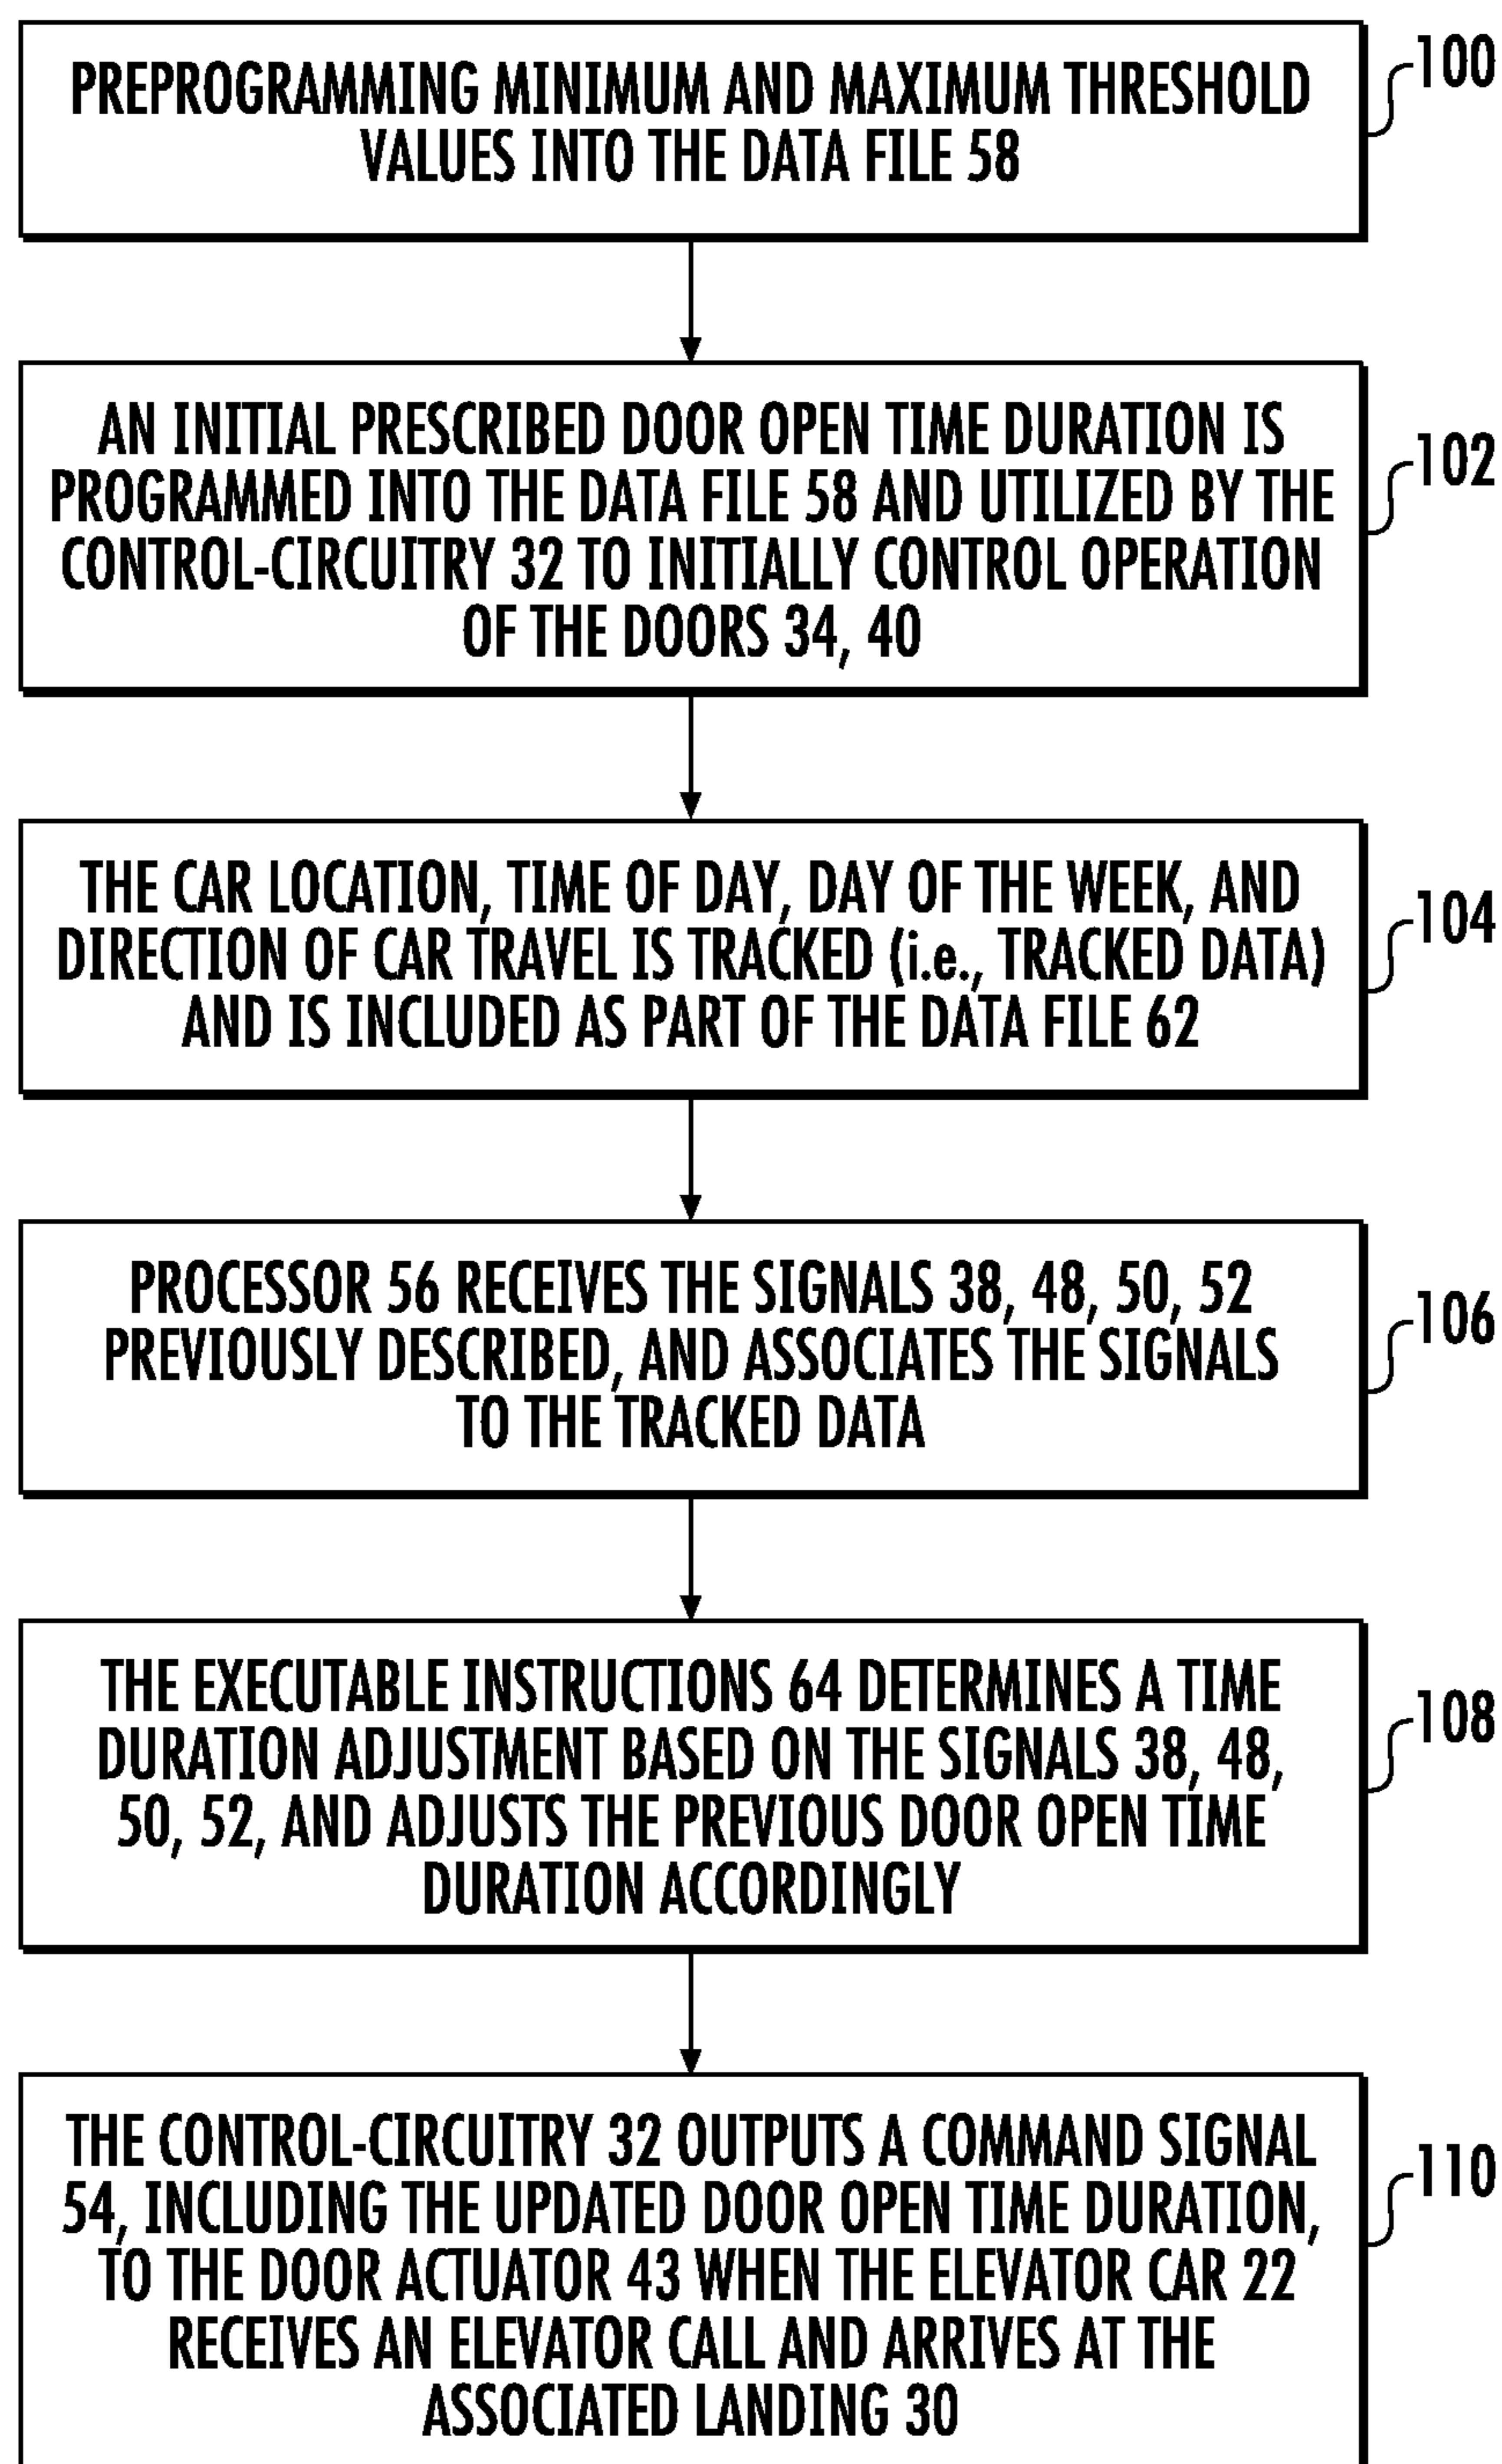 PREPROGRAMMING MINIMUM AND MAXIMUM THRESHOLD
VALUES INTO THE DATA FILE 58
100
AN INITIAL PRESCRIBED DOOR OPEN TIME DURATION IS
PROGRAMMED INTO THE DATA FILE 58 AND UTILIZED BY THE
CONTROL-CIRCUITRY 32 TO INITIALLY CONTROL OPERATION
OF THE DOORS 34, 40
102
THE CAR LOCATION, TIME OF DAY, DAY OF THE WEEK, AND
DIRECTION OF CAR TRAVEL IS TRACKED (i.e., TRACKED DATA)
AND IS INCLUDED AS PART OF THE DATA FILE 62
104
PROCESSOR 56 RECEIVES THE SIGNALS 38, 48, 50, 52
PREVIOUSLY DESCRIBED, AND ASSOCIATES THE SIGNALS
TO THE TRACKED DATA
106
THE EXECUTABLE INSTRUCTIONS 64 DETERMINES A TIME
DURATION ADJUSTMENT BASED ON THE SIGNALS 38, 48,
50, 52, AND ADJUSTS THE PREVIOUS DOOR OPEN TIME
DURATION ACCORDINGLY
108
THE CONTROL-CIRCUITRY 32 OUTPUTS A COMMAND SIGNAL
54, INCLUDING THE UPDATED DOOR OPEN TIME DURATION,
TO THE DOOR ACTUATOR 43 WHEN THE ELEVATOR CAR 22
RECEIVES AN ELEVATOR CALL AND ARRIVES AT THE
ASSOCIATED LANDING 30
110